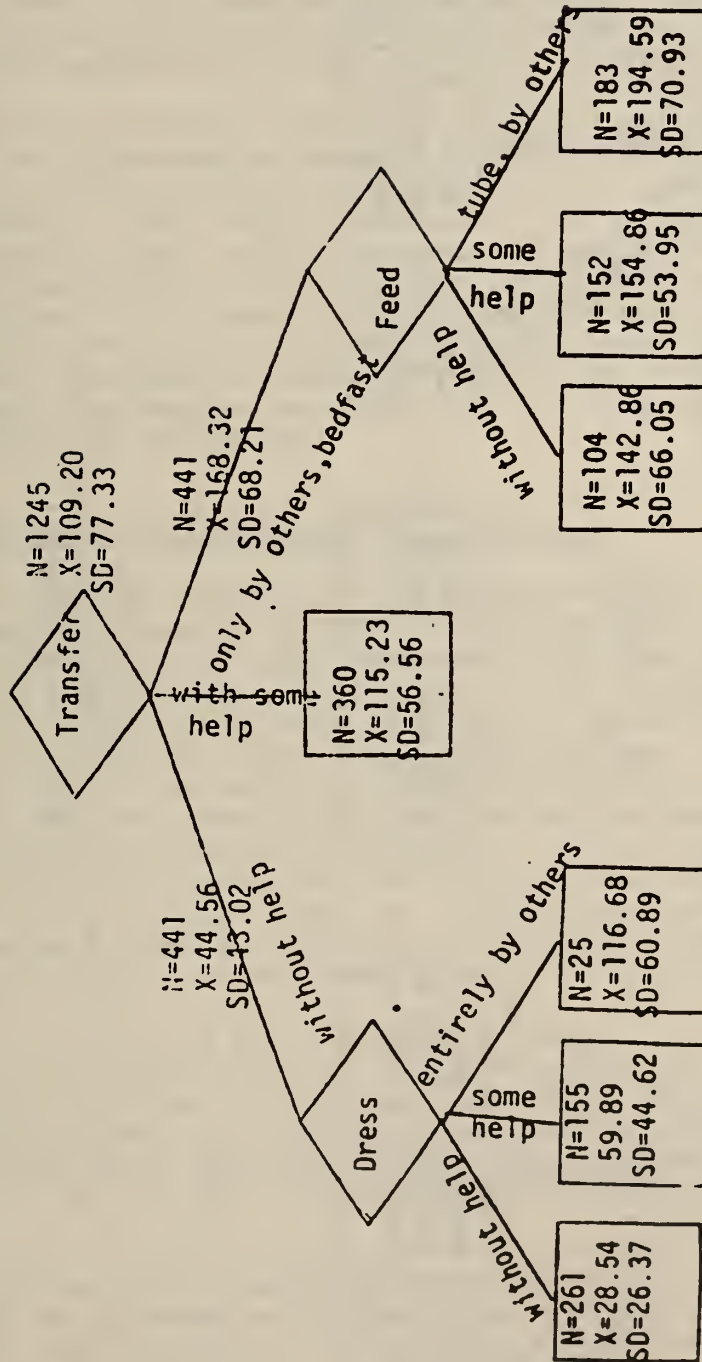 Transfer
N=1245
X=109.20
SD=77.33
N=441
X=44.56
SD=43.02
without help
with some
help
only by others,bedfast
N=441
X=168.32
SD=68.21
N=360
X=115.23
SD=56.56
Dress
without help
some
help
entirely by others
Feed
without help
some
help
tube, by others
N=261
X=28.54
SD=26.37
N=155
59.89
SD=44.62
N=25
X=116.68
SD=60.89
N=104
X=142.86
SD=66.05
N=152
X=154.86
SD=53.95
N=183
X=194.59
SD=70.93